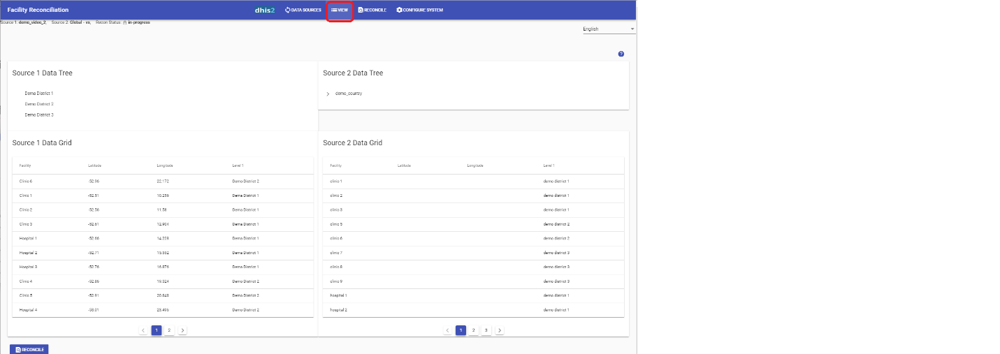 Facility Reconciliation dhis2 DATA SOURCES VIEW RECONCILE CONFIGURE SYSTEM
Source 1: demo_video_2, Source 2: Global - vs, Recon Status: in-progress
English
?
Source 1 Data Tree
Dema District 1
Demo District 2
Demo District 3
Source 2 Data Tree
demo_country
Source 1 Data Grid
Facility Latitude Longitude Level 1
Clinic 6 -52.96 22.172 Demo District 2
Clinic 1 -52.51 10.256 Dema District 1
Clinic 2 -52.56 11.58 Dema District 1
Clinic 3 -52.61 12.904 Dema District 1
Hospital 1 -52.66 14.228 Dema District 1
Hospital 2 -52.71 15.552 Dema District 1
Hospital 3 -52.76 16.876 Dema District 1
Clinic 4 -52.86 19.524 Demo District 2
Clinic 5 -52.91 20.848 Demo District 2
Hospital 4 -53.01 23.496 Demo District 2
1 2
Source 2 Data Grid
Facility Latitude Longitude Level 1
clinic 1 demo district 1
clinic 2 demo district 1
clinic 3 demo district 1
clinic 5 demo district 2
clinic 6 demo district 2
clinic 7 demo district 3
clinic 8 demo district 3
clinic 9 demo district 3
hospital 1 demo district 1
hospital 2 demo district 1
1 2 3
RECONCILE